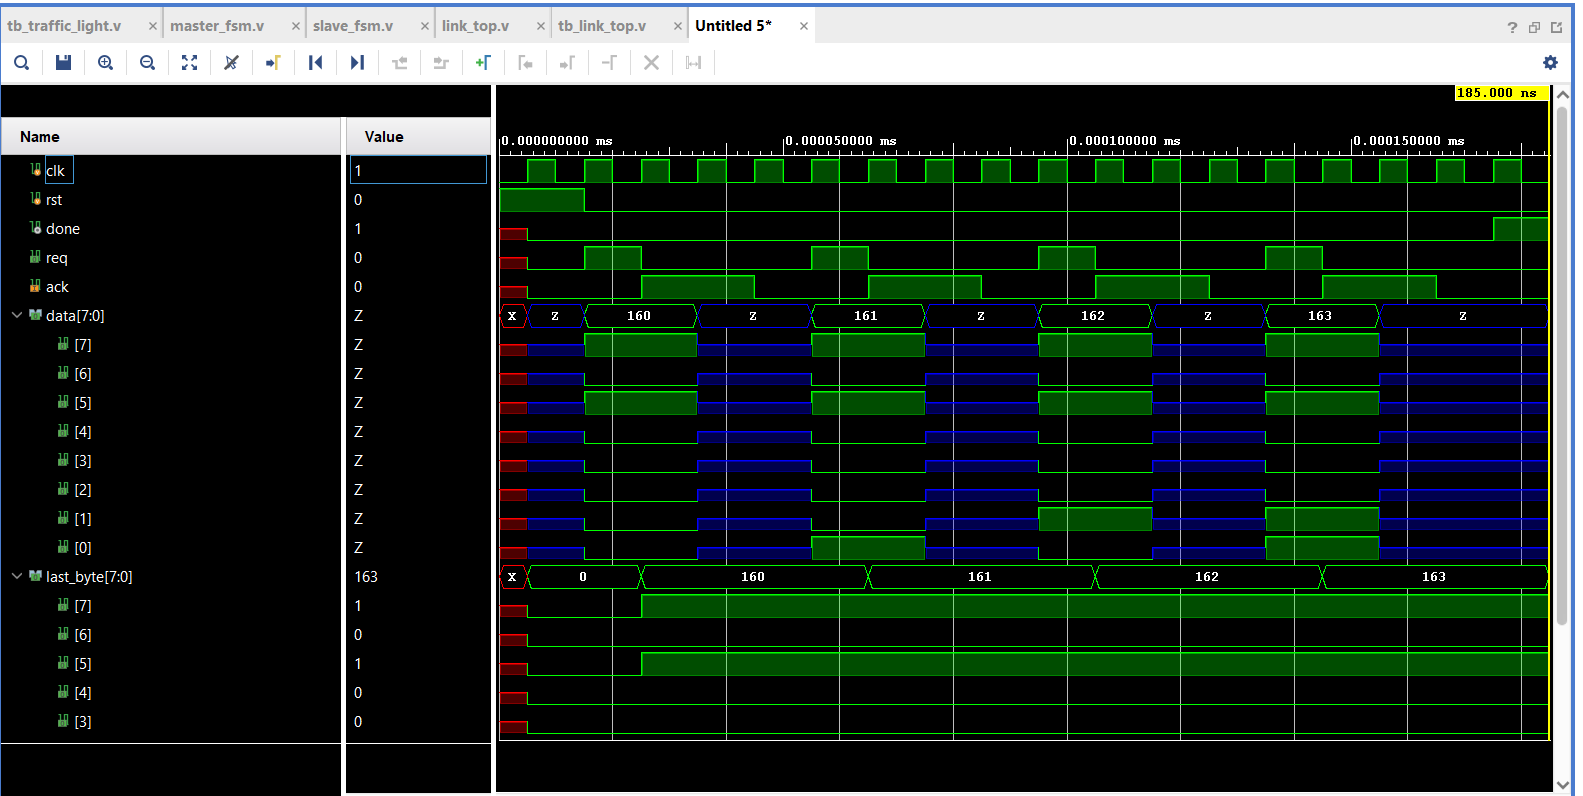 tb_traffic_light.v × master_fsm.v × slave_fsm.v × link_top.v × tb_link_top.v × Untitled 5* × ?
185.000 ns
Name Value
0.000000000 ms 0.000050000 ms 0.000100000 ms 0.000150000 ms
clk 1
rst 0
done 1
req 0
ack 0
data[7:0] Z X Z 160 Z 161 Z 162 Z 163 Z
[7] Z
[6] Z
[5] Z
[4] Z
[3] Z
[2] Z
[1] Z
[0] Z
last_byte[7:0] 163 X 0 160 161 162 163
[7] 1
[6] 0
[5] 1
[4] 0
[3] 0